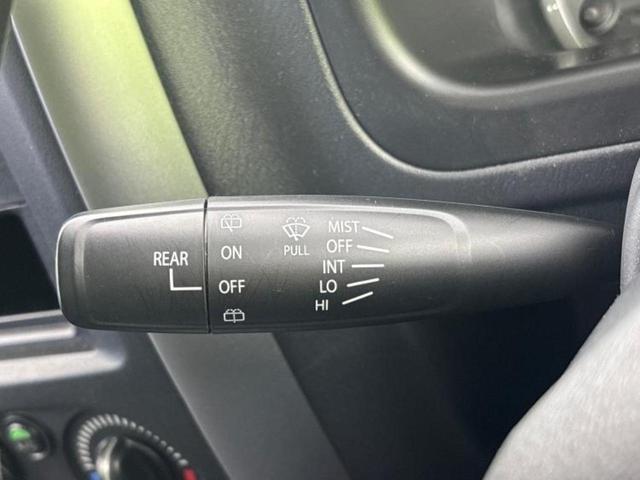 REAR
ON
OFF
PULL
MIST
OFF
INT
LO
HI